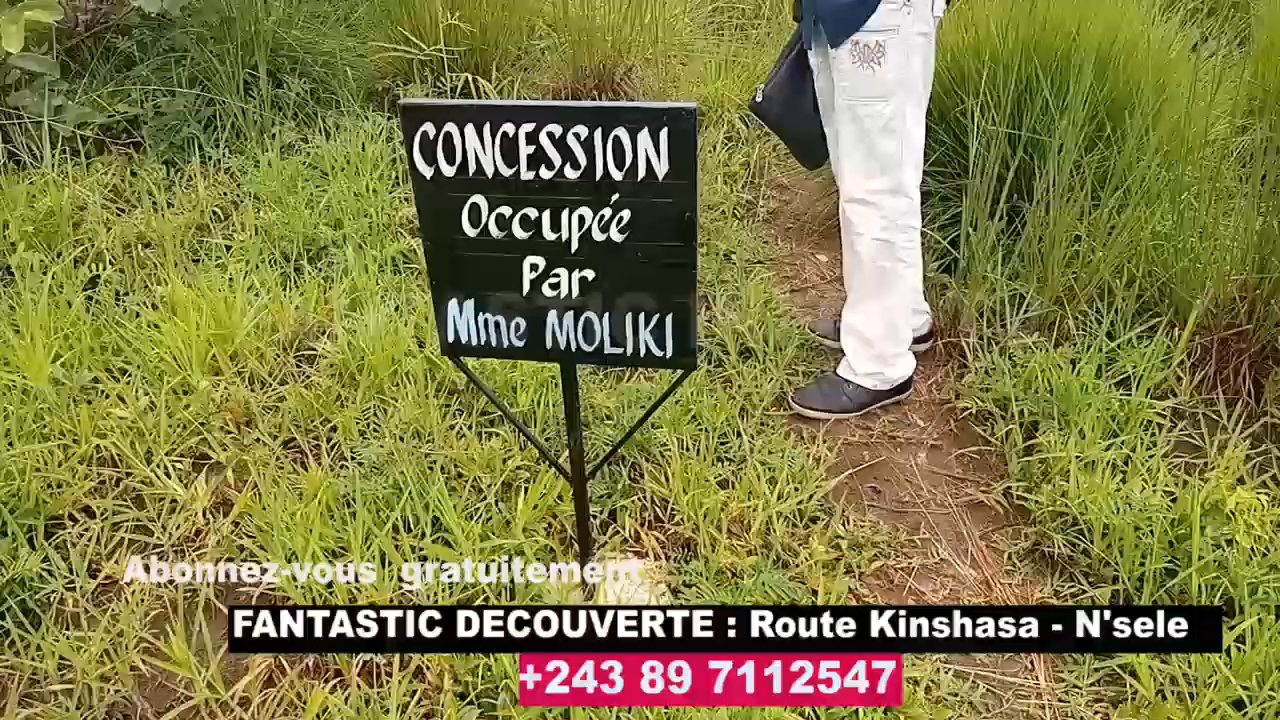 CONCESSION
Occupée
Par
Mme MOLIKI
Abonnez-vous gratuitement
FANTASTIC DECOUVERTE : Route Kinshasa - N'sele
+243 89 7112547